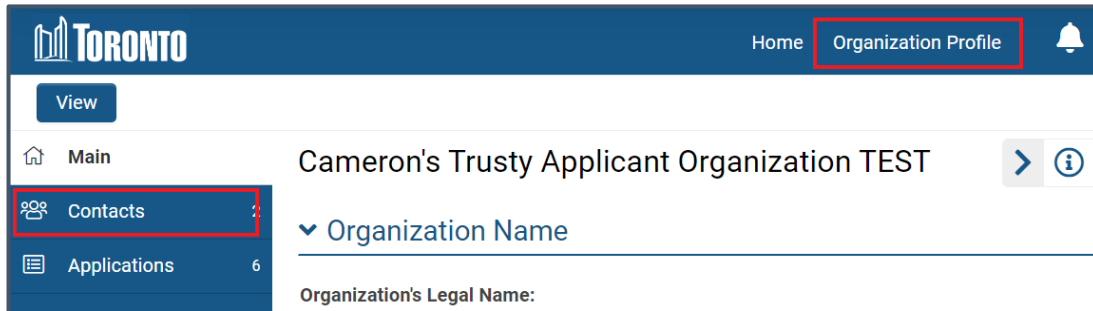 TORONTO
Home Organization Profile
View
Main
Cameron's Trusty Applicant Organization TEST
Contacts 2
Organization Name
Applications 6
Organization's Legal Name: